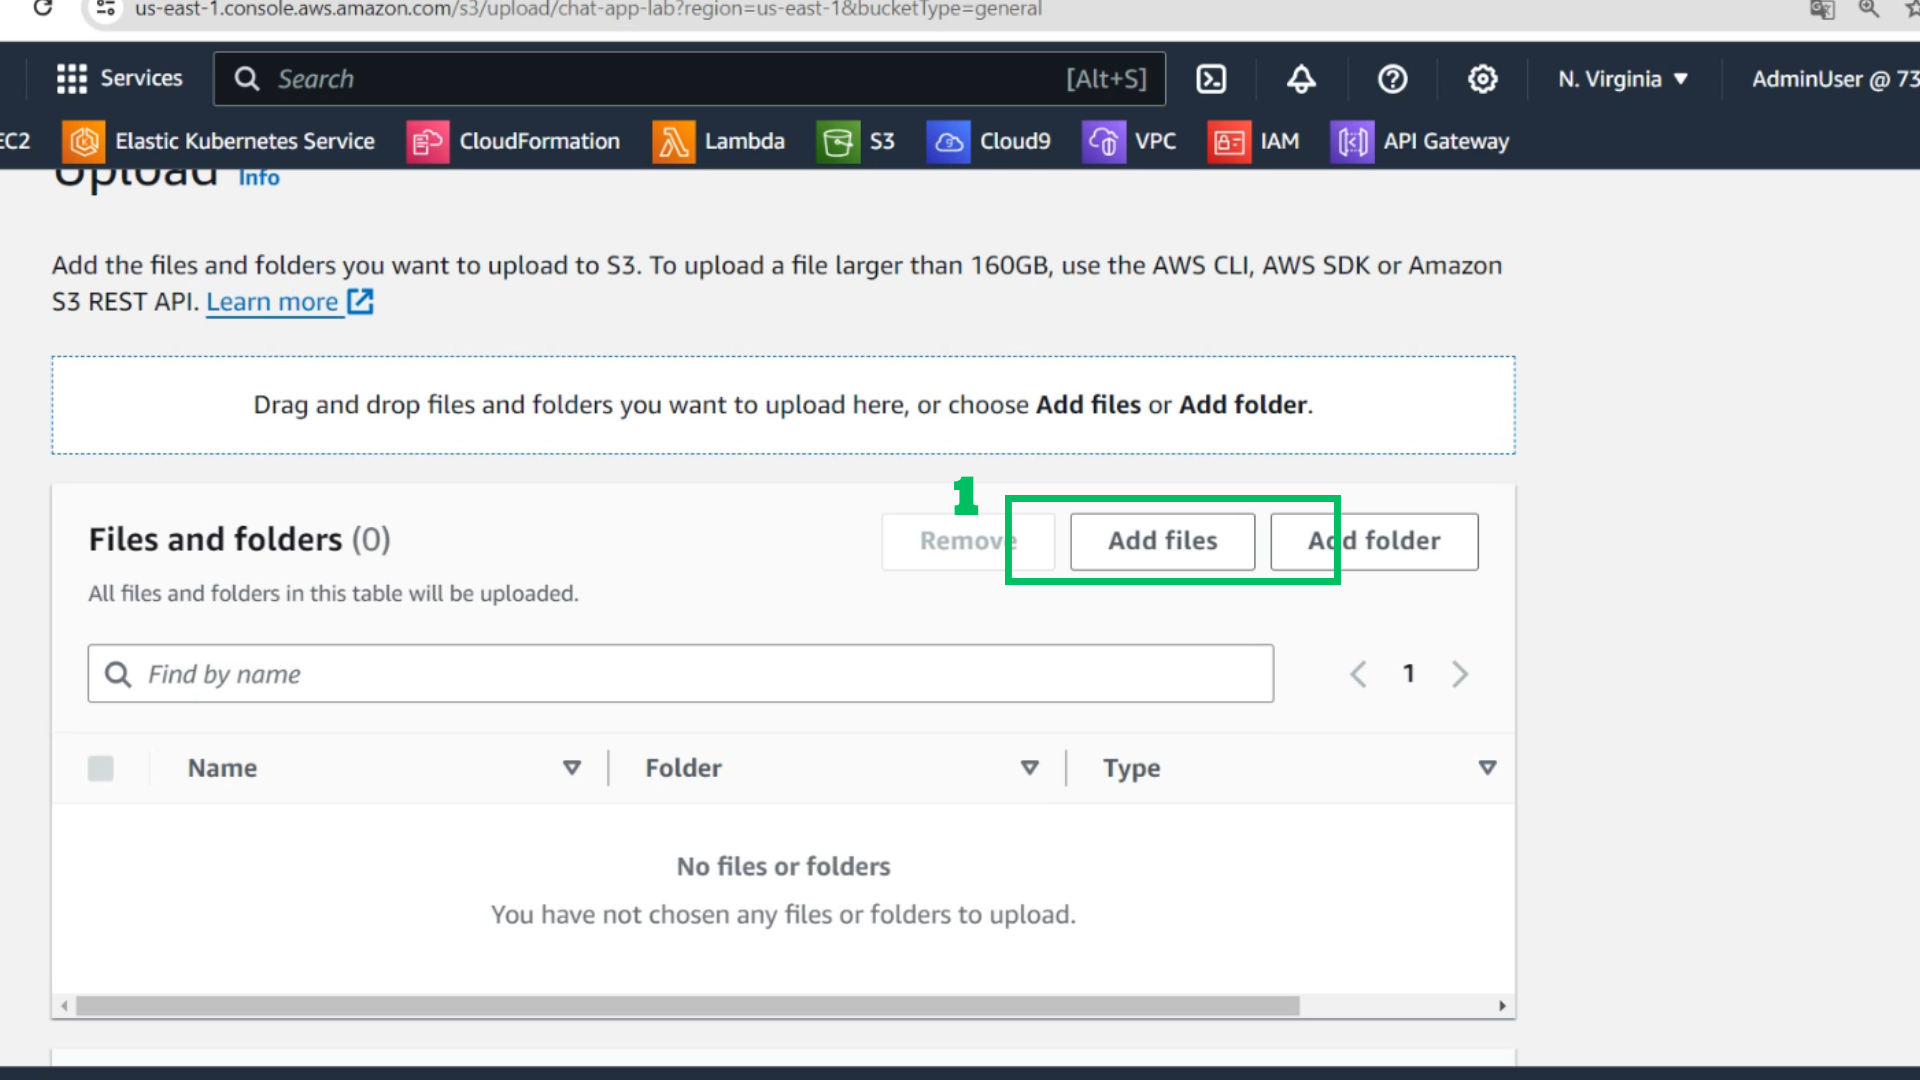 us-east-1.console.aws.amazon.com/s3/upload/chat-app-lab?region=us-east-1&bucketType=general
Services
Search
[Alt+S]
N. Virginia
AdminUser @ 73
EC2
Elastic Kubernetes Service
CloudFormation
Lambda
S3
Cloud9
VPC
IAM
API Gateway
Upload Info
Add the files and folders you want to upload to S3. To upload a file larger than 160GB, use the AWS CLI, AWS SDK or Amazon
S3 REST API. Learn more
Drag and drop files and folders you want to upload here, or choose Add files or Add folder.
1
Files and folders (0)
Remove
Add files
Add folder
All files and folders in this table will be uploaded.
Find by name
1
Name
Folder
Type
No files or folders
You have not chosen any files or folders to upload.